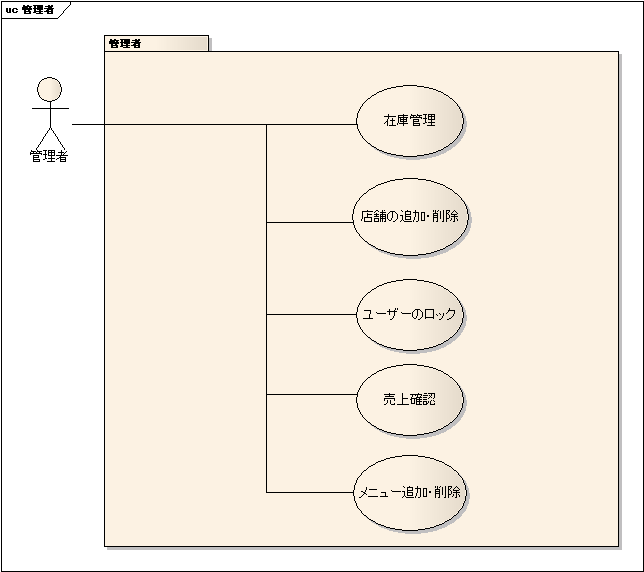 uc 管理者
管理者
管理者
在庫管理
店舗の追加・削除
ユーザーのロック
売上確認
メニュー追加・削除